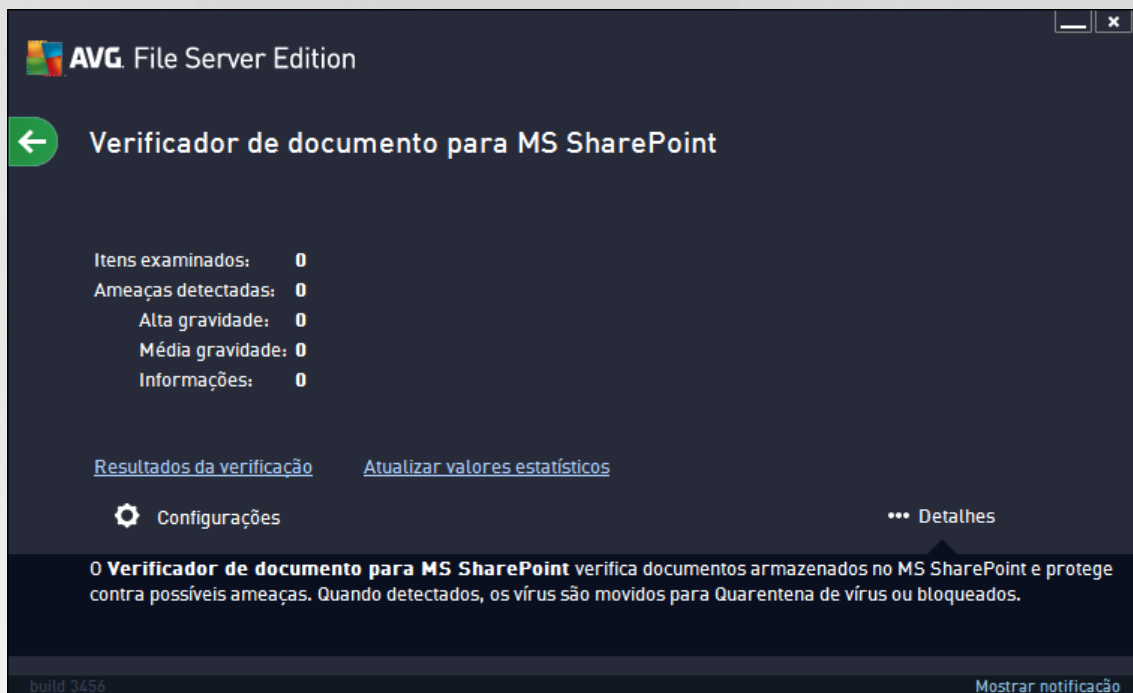 AVG. File Server Edition
Verificador de documento para MS SharePoint
Itens examinados: 0
Ameaças detectadas: 0
Alta gravidade: 0
Média gravidade: 0
Informações: 0
Resultados da verificação Atualizar valores estatísticos
Configurações ••• Detalhes
O Verificador de documento para MS SharePoint verifica documentos armazenados no MS SharePoint e protege
contra possíveis ameaças. Quando detectados, os vírus são movidos para Quarentena de vírus ou bloqueados.
build 3456 Mostrar notificação